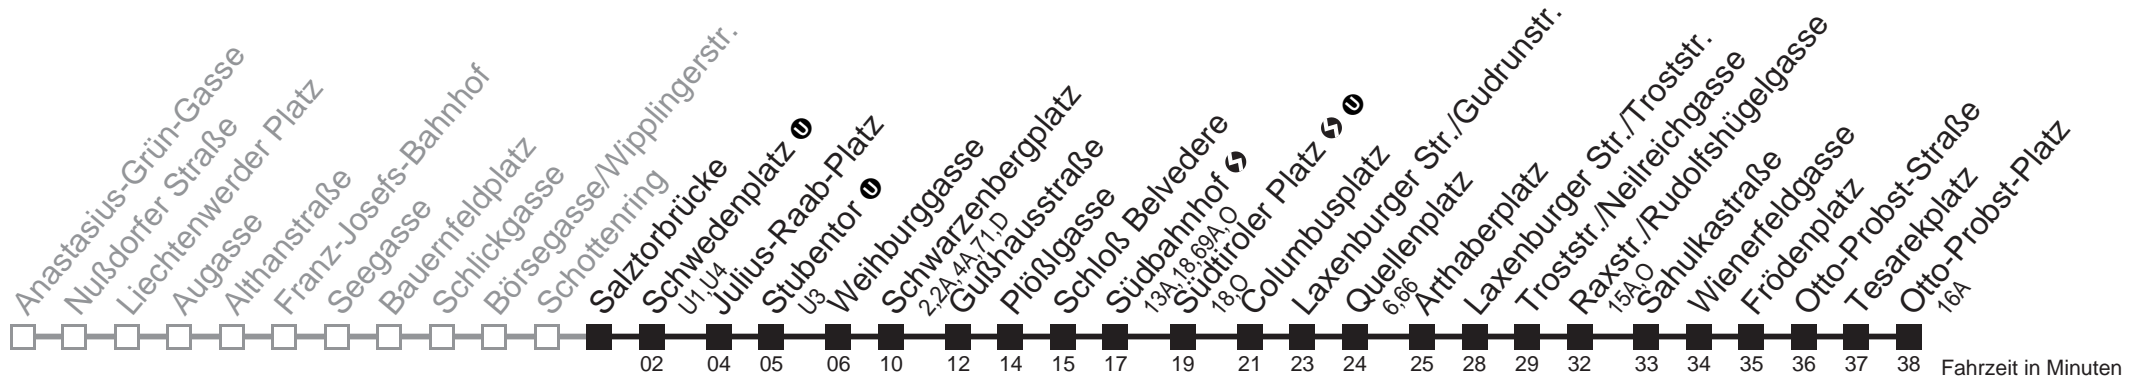 Anastasius-Grün-Gasse
Nußdorfer Straße
Liechtenwerder Platz
Augasse
Althanstraße
Franz-Josefs-Bahnhof
Seegasse
Bauernfeldplatz
Schlickgasse
Börsegasse/Wipplingerstr.
Schottenring
Salztorbrücke
Schwedenplatz U
U1,U4
Julius-Raab-Platz
Stubentor U
U3
Weihburggasse
Schwarzenbergplatz
2,2A,4A,71,D
Gußhausstraße
Plößlgasse
Schloß Belvedere
Südbahnhof
13A,18,69A,O
Südtiroler Platz U
18,O
Columbusplatz
Laxenburger Str./Gudrunstr.
Quellenplatz
6,66
Arthaberplatz
Laxenburger Str./Troststr.
Troststr./Neilreichgasse
Raxstr./Rudolfshügelgasse
15A,O
Sahulkastraße
Wienerfeldgasse
Frödenplatz
Otto-Probst-Straße
Tesarekplatz
Otto-Probst-Platz
16A
02 04 05 06 10 12 14 15 17 19 21 23 24 25 28 29 32 33 34 35 36 37 38 Fahrzeit in Minuten